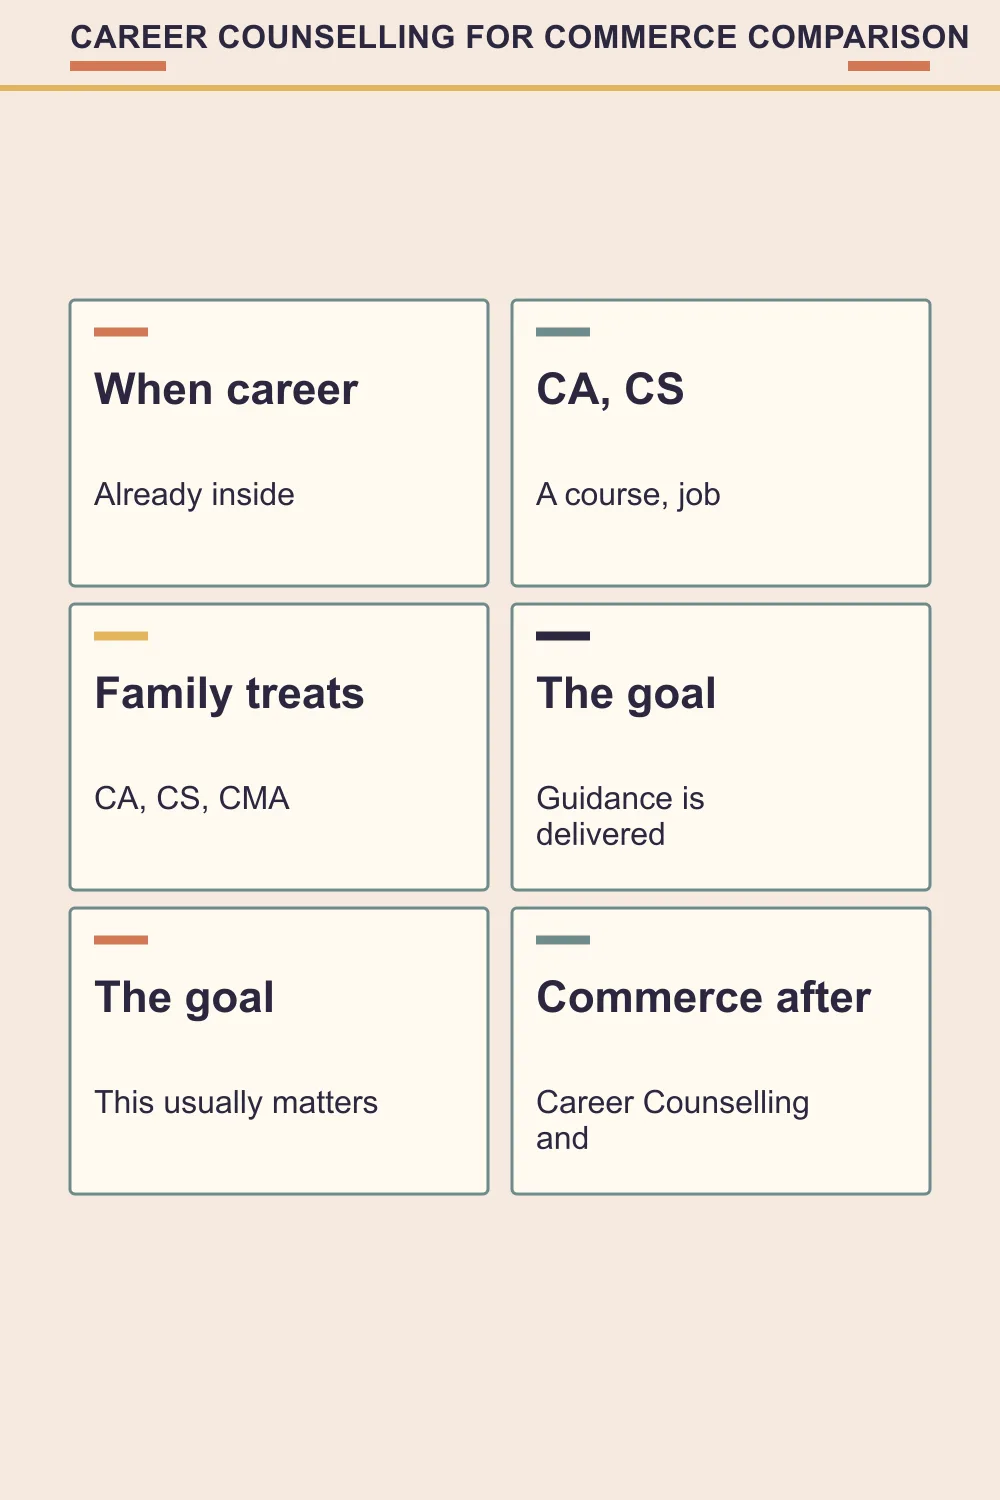 CAREER COUNSELLING FOR COMMERCE COMPARISON
When career
Already inside
CA, CS
A course, job
Family treats
CA, CS, CMA
The goal
Guidance is
delivered
The goal
This usually matters
Commerce after
Career Counselling
and